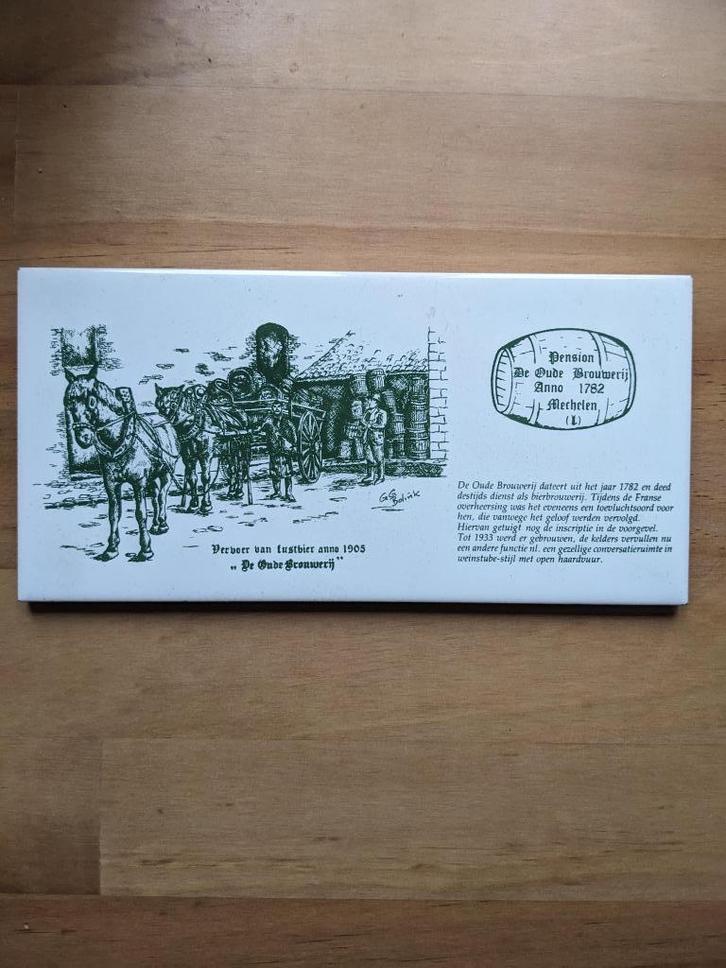 Pension
De Oude Brouwerij
Anno 1782
Mechelen
(L)
De Oude Brouwerij dateert uit het jaar 1782 en deed
destijds dienst als bierbrouwerij. Tijdens de Franse
overheersing was het eveneens een toevluchtsoord voor
hen, die vanwege het geloof werden vervolgd.
Hiervan getuigt nog de inscriptie in de voorgevel.
Tot 1933 werd er gebrouwen, de kelders vervullen nu
een andere functie nl. een gezellige conversatieruimte in
weinstube-stijl met open haardvuur.
Vervoer van fustbier anno 1905
„ De Oude Brouwerij ”